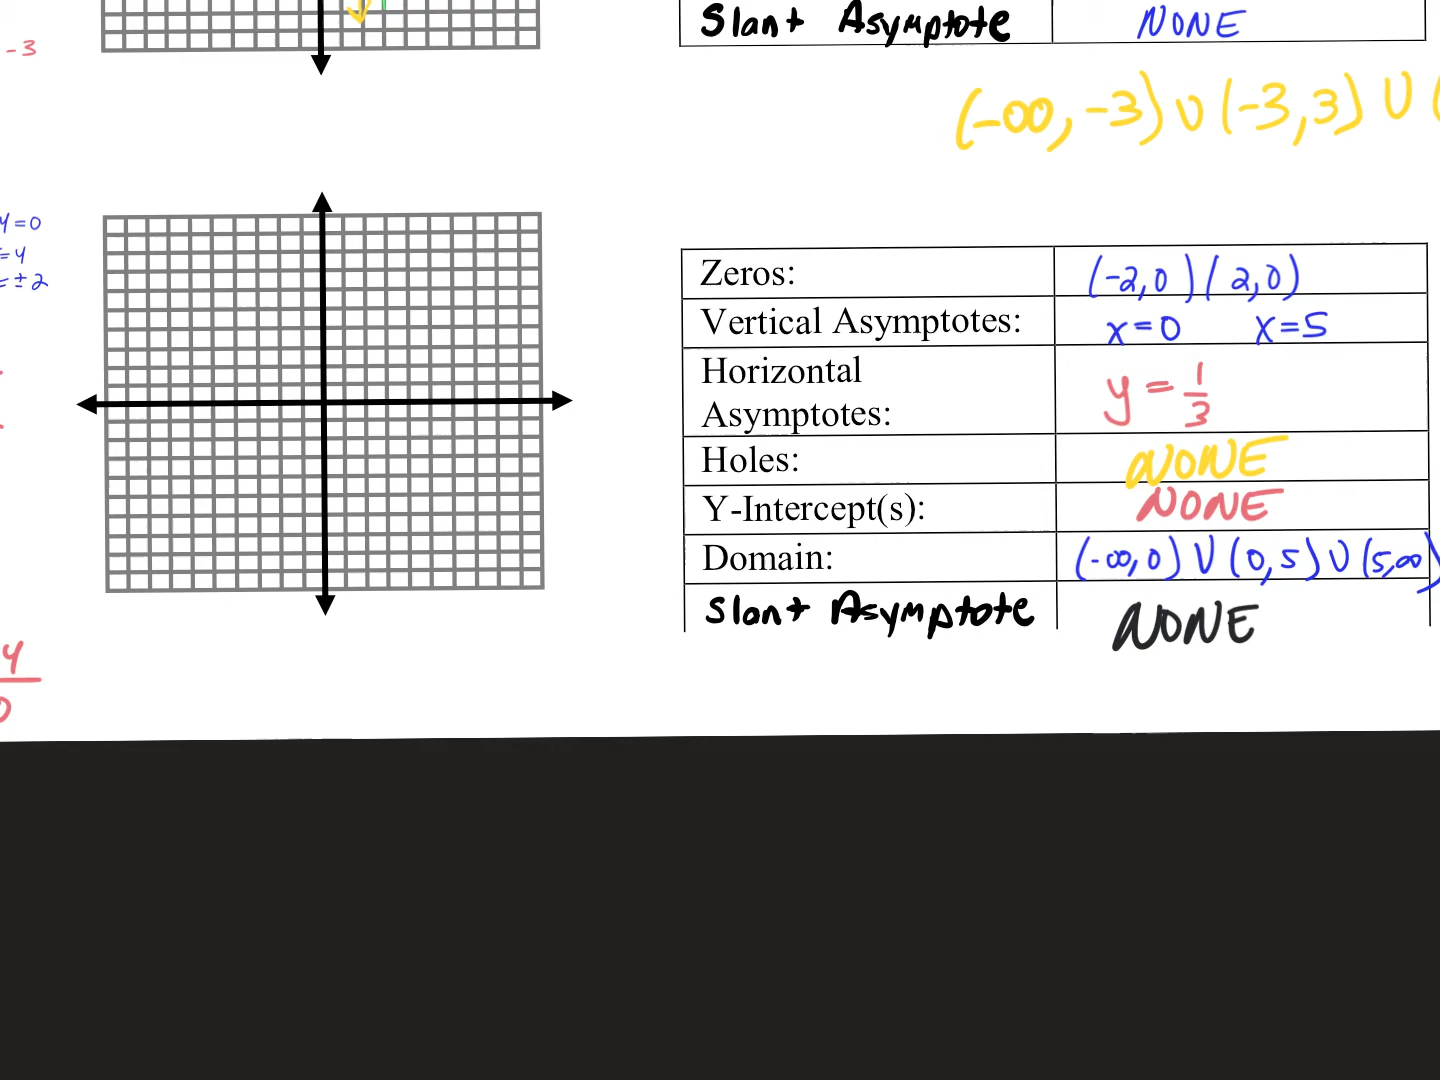 Slant Asymptote NONE
-3
(-∞, -3) ∪ (-3, 3) ∪ (
y=0
=4
=±2
Zeros: (-2,0) (2,0)
Vertical Asymptotes: x=0 x=5
Horizontal Asymptotes: y = 1/3
Holes: NONE
Y-Intercept(s): NONE
Domain: (-∞,0) ∪ (0,5) ∪ (5,∞)
Slant Asymptote NONE
4
0